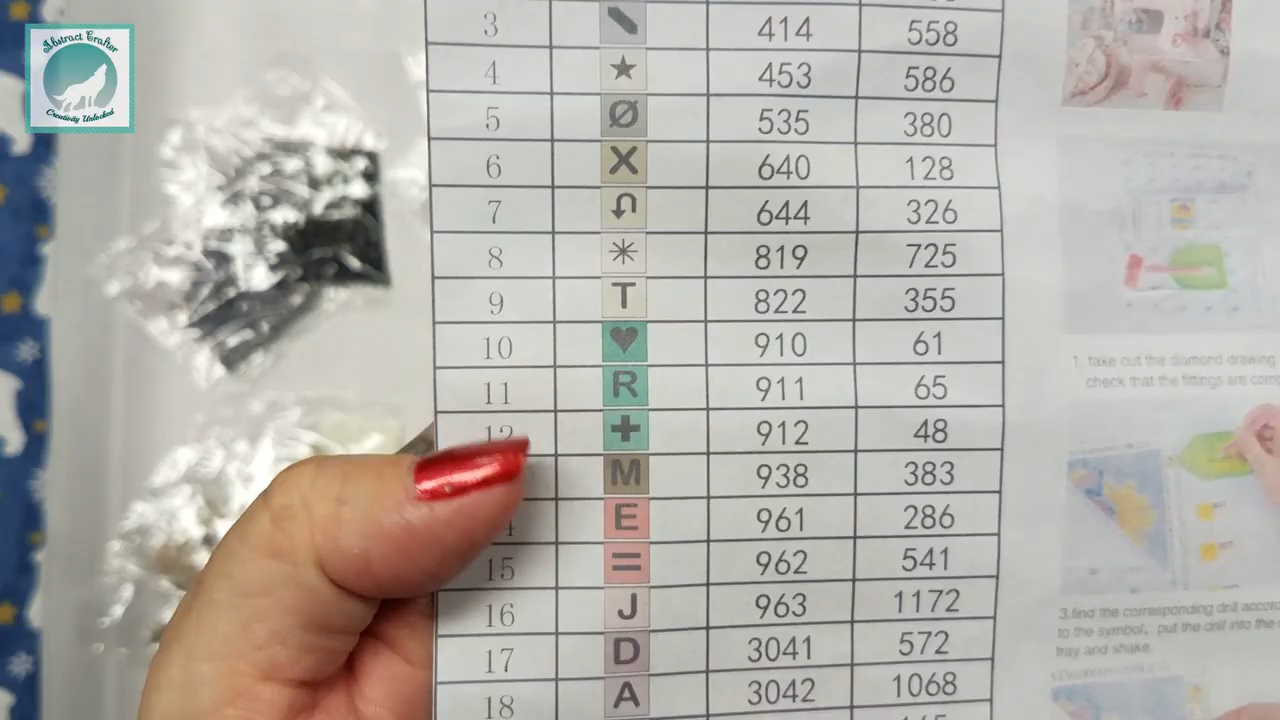 Abstract Crafter
Creativity Unlocked
3 414 558
4 ★ 453 586
5 Ø 535 380
6 X 640 128
7 644 326
8 ✳ 819 725
9 T 822 355
10 ♥ 910 61
11 R 911 65
12 + 912 48
M 938 383
E 961 286
15 = 962 541
16 J 963 1172
17 D 3041 572
18 A 3042 1068
1. take out the diamond drawing
check that the fittings are
3.find the corresponding drill
to the symbol, put the drill into the
tray and shake